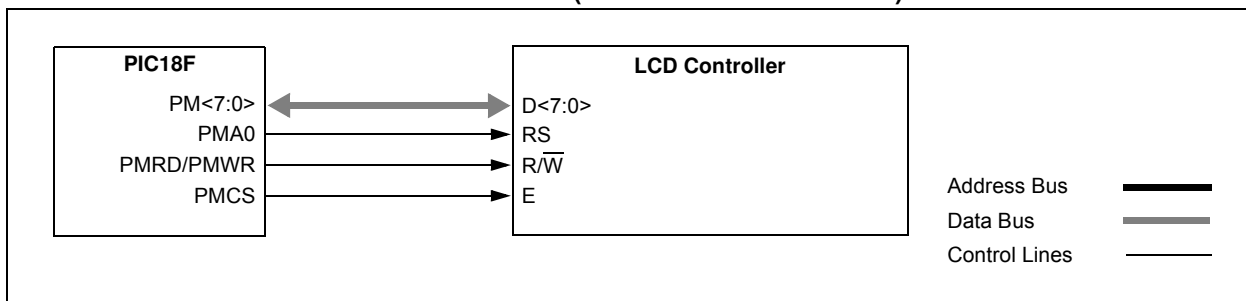 PIC18F
PM<7:0>
PMA0
PMRD/PMWR
PMCS
LCD Controller
D<7:0>
RS
R/W̅
E
Address Bus
Data Bus
Control Lines